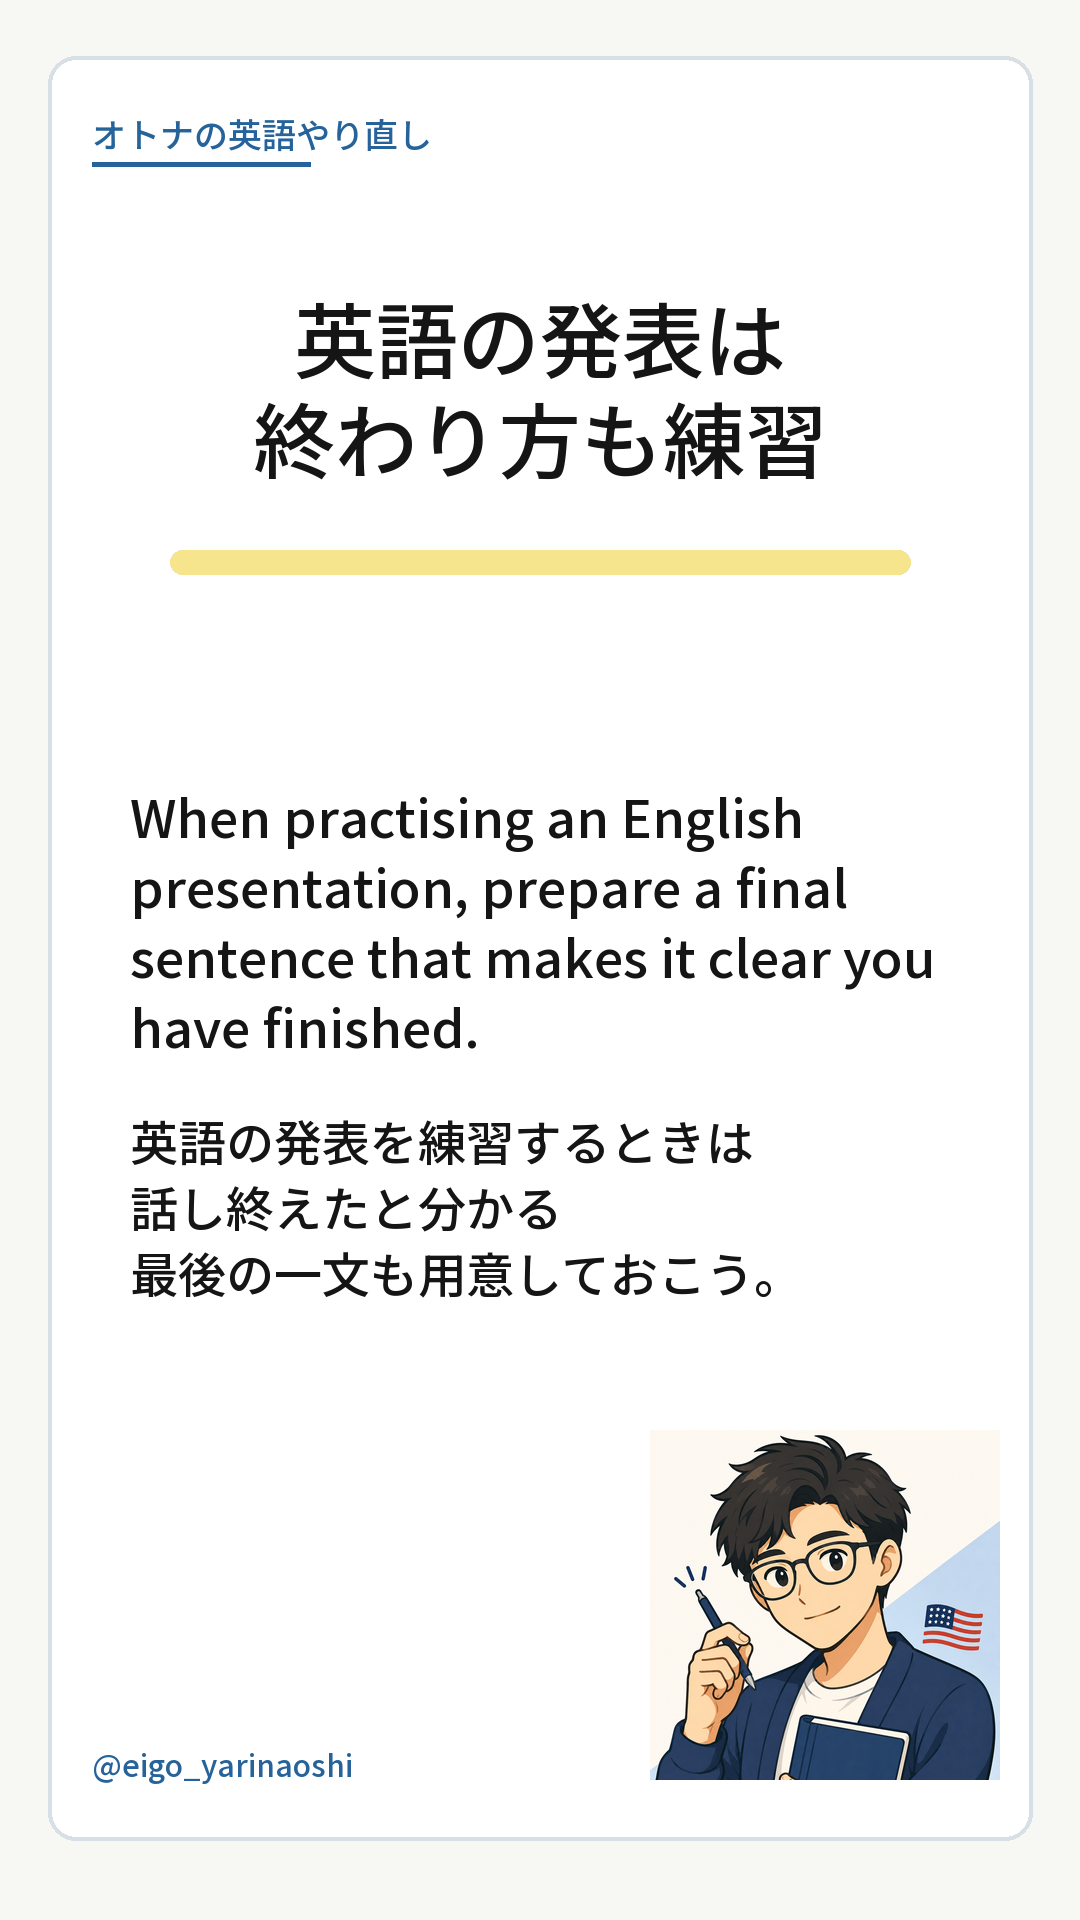 オトナの英語やり直し
英語の発表は
終わり方も練習
When practising an English
presentation, prepare a final
sentence that makes it clear you
have finished.
英語の発表を練習するときは
話し終えたと分かる
最後の一文も用意しておこう。
@eigo_yarinaoshi